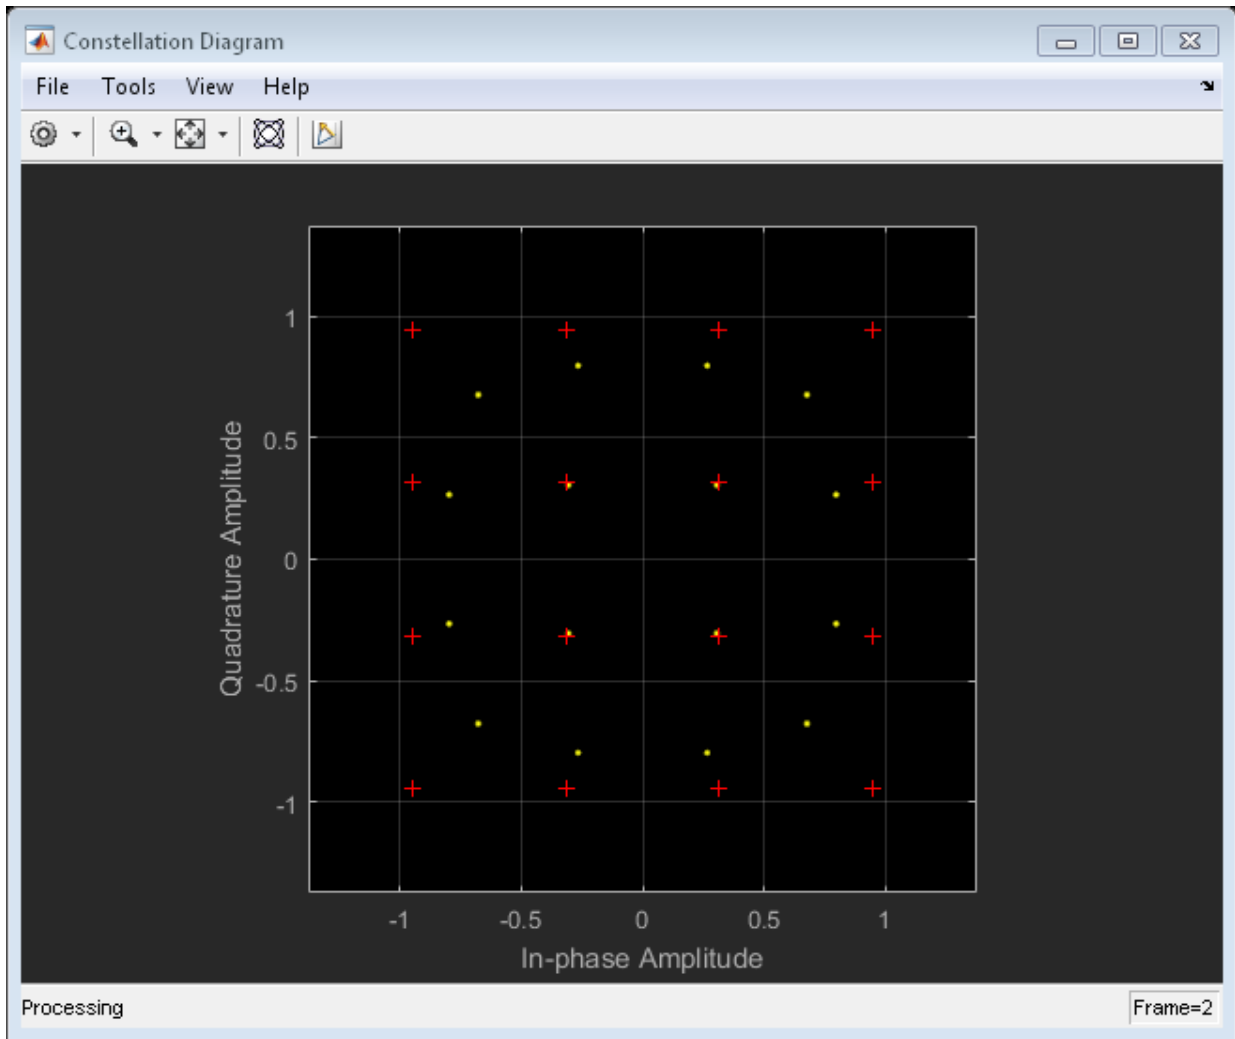 Constellation Diagram
File Tools View Help
1
0.5
0
-0.5
-1
Quadrature Amplitude
-1 -0.5 0 0.5 1
In-phase Amplitude
Processing Frame=2